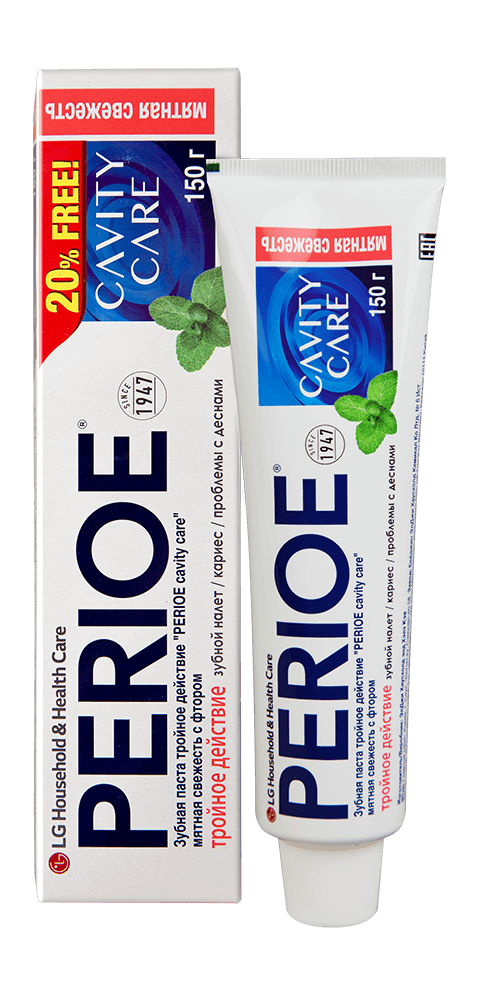 LG Household & Health Care
PERIOE®
SINCE
1947
Зубная паста тройное действие "PERIOE cavity care"
мятная свежесть с фтором
тройное действие зубной налет / кариес / проблемы с деснами
20% FREE!
CAVITY
CARE
150 г
МЯТНАЯ СВЕЖЕСТЬ
LG Household & Health Care
PERIOE®
SINCE
1947
Зубная паста тройное действие "PERIOE cavity care"
мятная свежесть с фтором
тройное действие зубной налет / кариес / проблемы с деснами
CAVITY
CARE
150 г
МЯТНАЯ СВЕЖЕСТЬ
EAC